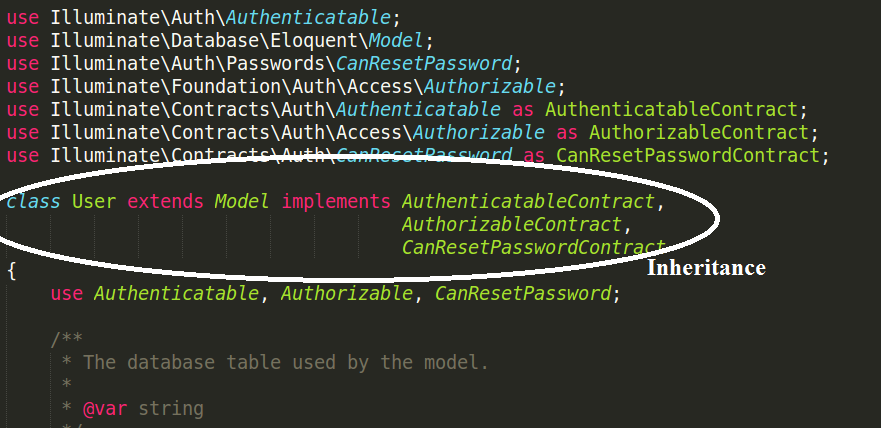 use Illuminate\Auth\Authenticatable;
use Illuminate\Database\Eloquent\Model;
use Illuminate\Auth\Passwords\CanResetPassword;
use Illuminate\Foundation\Auth\Access\Authorizable;
use Illuminate\Contracts\Auth\Authenticatable as AuthenticatableContract;
use Illuminate\Contracts\Auth\Access\Authorizable as AuthorizableContract;
use Illuminate\Contracts\Auth\CanResetPassword as CanResetPasswordContract;
class User extends Model implements AuthenticatableContract,
AuthorizableContract,
CanResetPasswordContract
Inheritance
{
use Authenticatable, Authorizable, CanResetPassword;
/**
* The database table used by the model.
*
* @var string
*/